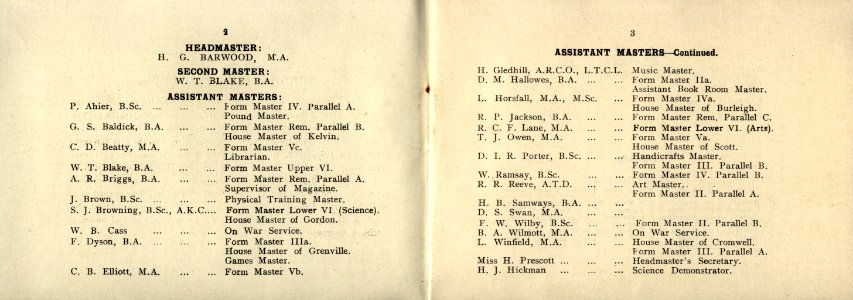 2
HEADMASTER:
H. G. BARWOOD, M.A.
SECOND MASTER:
W. T. BLAKE, B.A.
ASSISTANT MASTERS:
P. Ahier, B.Sc. ... ... ... Form Master IV. Parallel A.
Pound Master.
G. S. Baldick, B.A. ... ... Form Master Rem. Parallel B.
House Master of Kelvin.
C. D. Beatty, M.A. ... ... Form Master Vc.
Librarian.
W. T. Blake, B.A. ... ... Form Master Upper VI.
A. R. Briggs, B.A. ... ... Form Master Rem. Parallel A.
Supervisor of Magazine.
J. Brown, B.Sc. ... ... ... Physical Training Master.
S. J. Browning, B.Sc., A.K.C.... Form Master Lower VI. (Science).
House Master of Gordon.
W. B. Cass ... ... On War Service.
F. Dyson, B.A. ... ... ... Form Master IIIa.
House Master of Grenville.
Games Master.
C. B. Elliott, M.A. ... ... Form Master Vb.
3
ASSISTANT MASTERS—Continued.
H. Gledhill, A.R.C.O., L.T.C.L. Music Master.
D. M. Hallowes, B.A. ... ... Form Master IIa.
Assistant Book Room Master.
L. Horsfall, M.A., M.Sc. ... Form Master IVa.
House Master of Burleigh.
R. P. Jackson, B.A. ... ... Form Master Rem. Parallel C.
R. C. F. Lane, M.A. ... ... Form Master Lower VI. (Arts).
T. J. Owen, M.A. ... ... Form Master Va.
House Master of Scott.
D. I. R. Porter, B.Sc. ... ... Handicrafts Master.
Form Master III. Parallel B.
W. Ramsay, B.Sc. ... ... Form Master IV. Parallel B.
R. R. Reeve, A.T.D. ... ... Art Master.
Form Master II. Parallel A.
H. B. Samways, B.A. ... ...
D. S. Swan, M.A. ... ...
F. W. Wilby, B.Sc. ... ... Form Master II. Parallel B.
B. A. Wilmott, M.A. ... ... On War Service.
L. Winfield, M.A. ... ... House Master of Cromwell.
Form Master III. Parallel A.
Miss H. Prescott ... ... ... Headmaster's Secretary.
H. J. Hickman ... ... ... Science Demonstrator.